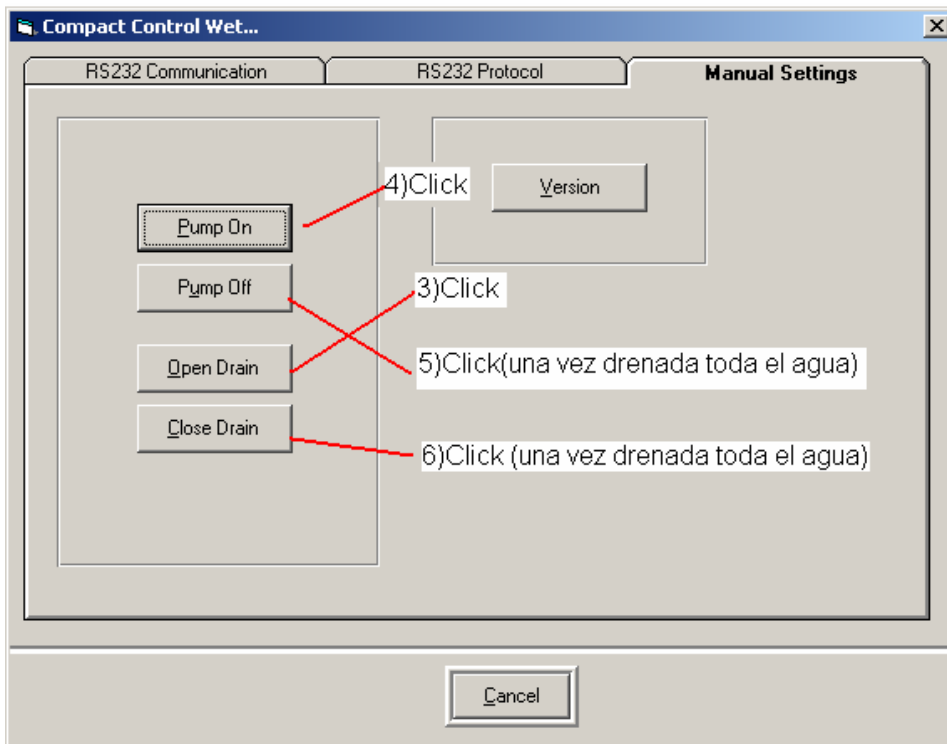 Compact Control Wet...
RS232 Communication
RS232 Protocol
Manual Settings
4)Click
Version
Pump On
Pump Off
3)Click
Open Drain
5)Click(una vez drenada toda el agua)
Close Drain
6)Click (una vez drenada toda el agua)
Cancel